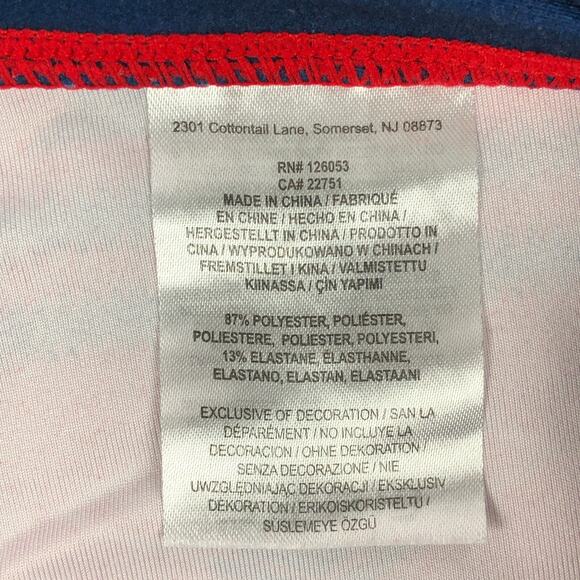 2301 Cottontail Lane, Somerset, NJ 08873
RN# 126053
CA# 22751
MADE IN CHINA / FABRIQUÉ
EN CHINE / HECHO EN CHINA /
HERGESTELLT IN CHINA / PRODOTTO IN
CINA / WYPRODUKOWANO W CHINACH /
FREMSTILLET I KINA / VALMISTETTU
KIINASSA / ÇİN YAPIMI
87% POLYESTER, POLIÉSTER,
POLIESTERE, POLIESTER, POLYESTERI,
13% ELASTANE, ÉLASTHANNE,
ELASTANO, ELASTAN, ELASTAANI
EXCLUSIVE OF DECORATION / SAN LA
DÉPARÉMENT / NO INCLUYE LA
DECORACION / OHNE DEKORATION /
SENZA DECORAZIONE / NIE
UWZGLĘDNIAJĄC DEKORACJI / EKSKLUSIV
DEKORATION / ERIKOISKORISTELTU /
SÜSLEMEYE ÖZGÜ